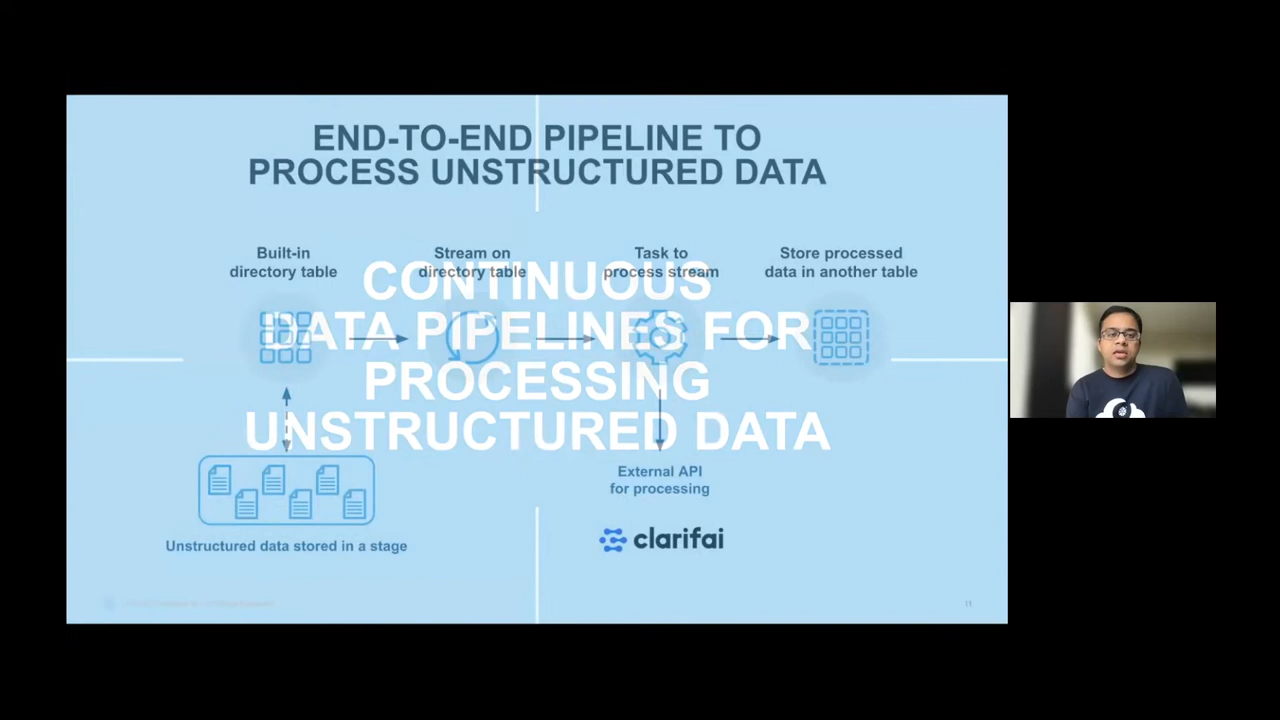 END-TO-END PIPELINE TO
PROCESS UNSTRUCTURED DATA
Built-in
directory table
Stream on
directory table
Task to
process stream
Store processed
data in another table
CONTINUOUS
DATA PIPELINES FOR
PROCESSING
UNSTRUCTURED DATA
External API
for processing
clarifai
Unstructured data stored in a stage